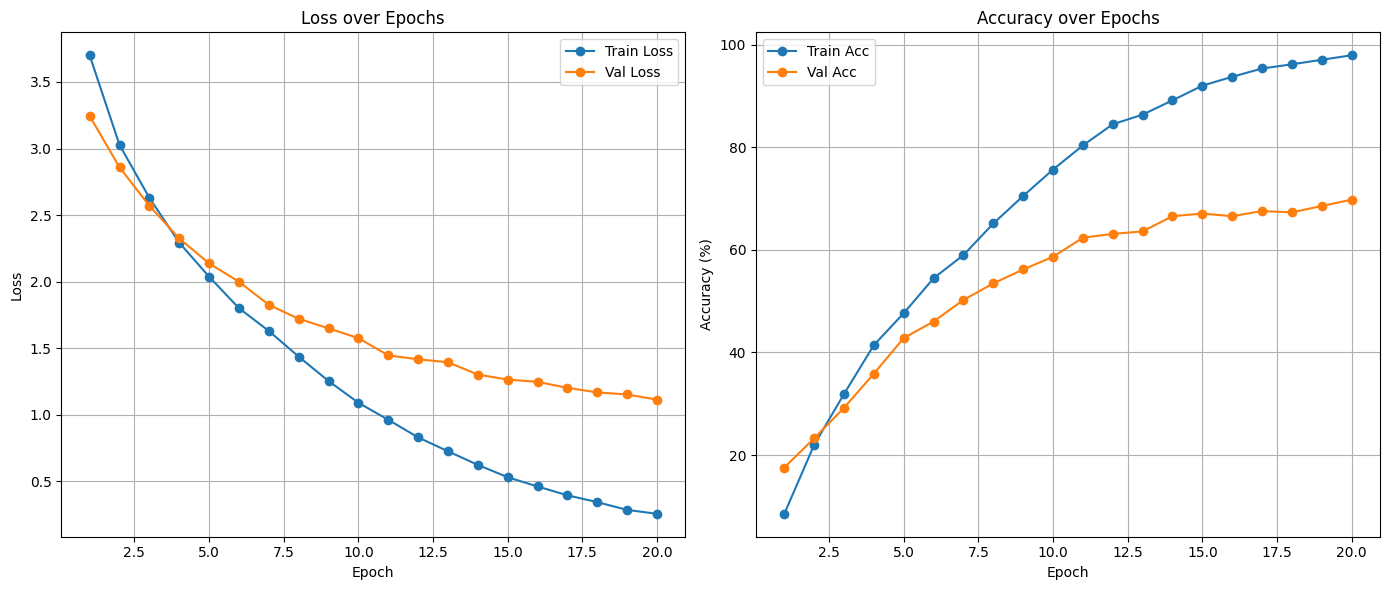 Loss over Epochs
Train Loss
Val Loss
Loss
3.5
3.0
2.5
2.0
1.5
1.0
0.5
2.5 5.0 7.5 10.0 12.5 15.0 17.5 20.0
Epoch
Accuracy over Epochs
Train Acc
Val Acc
Accuracy (%)
100
80
60
40
20
2.5 5.0 7.5 10.0 12.5 15.0 17.5 20.0
Epoch